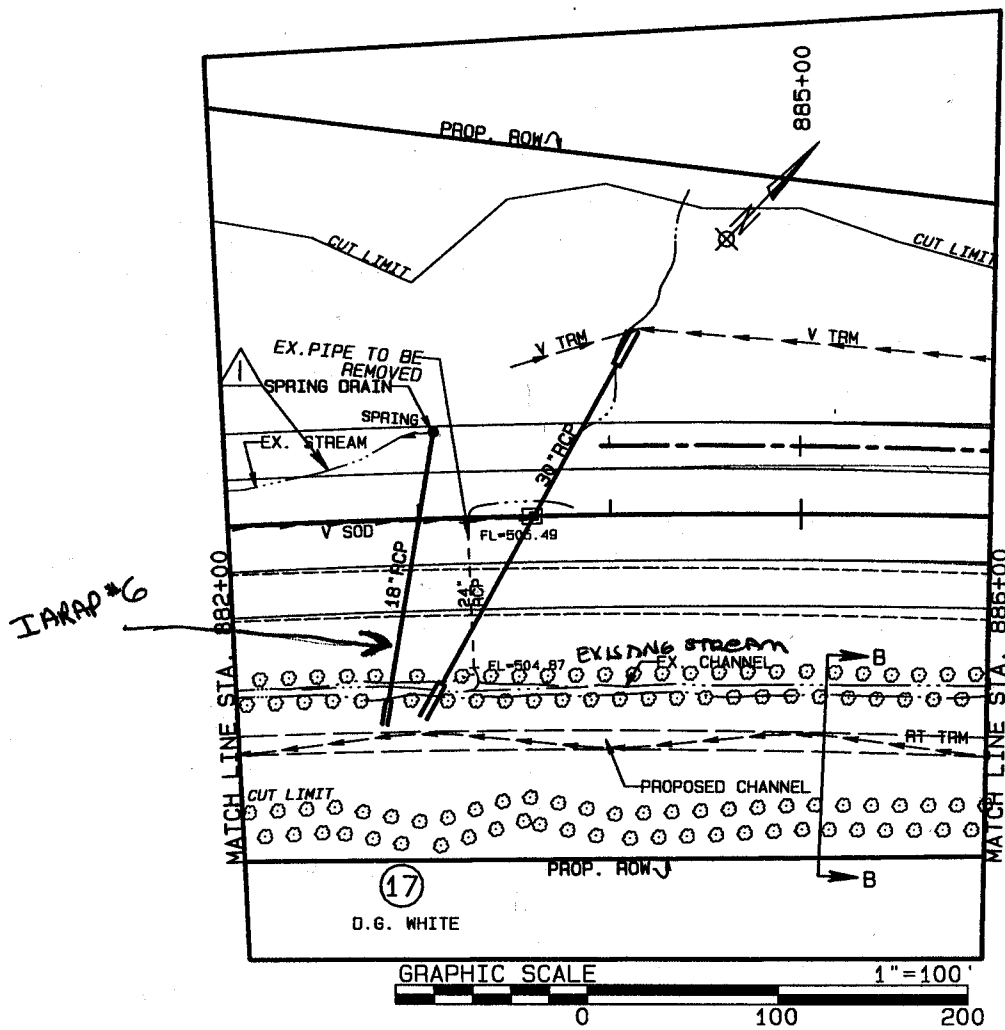 885+00
PROP. ROW
N
CUT LIMIT
CUT LIMIT
V TRM
V TRM
EX.PIPE TO BE
REMOVED
1
SPRING DRAIN
SPRING
EX. STREAM
30"RCP
V SOD
FL=505.49
18"RCP
24"
RCP
IARAP #6
MATCH LINE STA. 882+00
MATCH LINE STA. 886+00
EXISTING STREAM
EX. CHANNEL
FL=504.87
B
RT TRM
PROPOSED CHANNEL
CUT LIMIT
PROP. ROW
B
17
D.G. WHITE
GRAPHIC SCALE 1"=100'
0 100 200